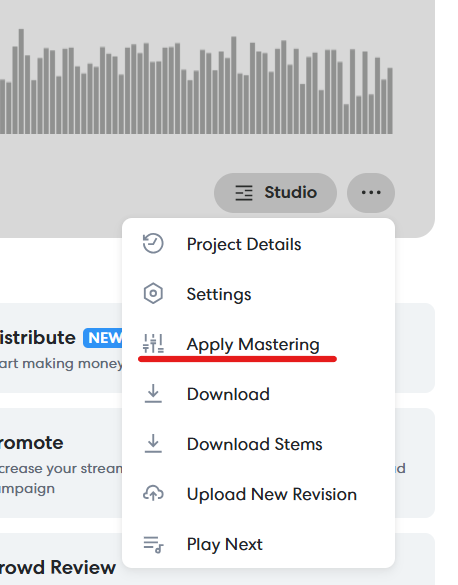 Studio
Project Details
Settings
istribute NEW
Apply Mastering
art making money
Download
romote
Download Stems
crease your stream
d
mpaign
Upload New Revision
Play Next
rowd Review